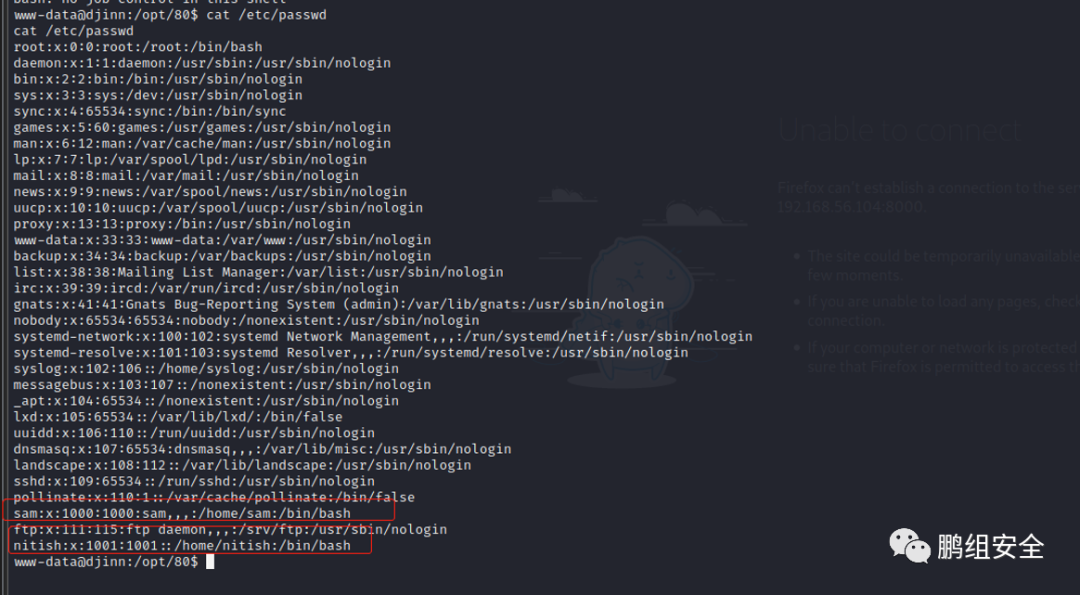 bash: no job control in this shell
www-data@djinn:/opt/80$ cat /etc/passwd
cat /etc/passwd
root:x:0:0:root:/root:/bin/bash
daemon:x:1:1:daemon:/usr/sbin:/usr/sbin/nologin
bin:x:2:2:bin:/bin:/usr/sbin/nologin
sys:x:3:3:sys:/dev:/usr/sbin/nologin
sync:x:4:65534:sync:/bin:/bin/sync
games:x:5:60:games:/usr/games:/usr/sbin/nologin
man:x:6:12:man:/var/cache/man:/usr/sbin/nologin
lp:x:7:7:lp:/var/spool/lpd:/usr/sbin/nologin
mail:x:8:8:mail:/var/mail:/usr/sbin/nologin
news:x:9:9:news:/var/spool/news:/usr/sbin/nologin
uucp:x:10:10:uucp:/var/spool/uucp:/usr/sbin/nologin
proxy:x:13:13:proxy:/bin:/usr/sbin/nologin
www-data:x:33:33:www-data:/var/www:/usr/sbin/nologin
backup:x:34:34:backup:/var/backups:/usr/sbin/nologin
list:x:38:38:Mailing List Manager:/var/list:/usr/sbin/nologin
irc:x:39:39:ircd:/var/run/ircd:/usr/sbin/nologin
gnats:x:41:41:Gnats Bug-Reporting System (admin):/var/lib/gnats:/usr/sbin/nologin
nobody:x:65534:65534:nobody:/nonexistent:/usr/sbin/nologin
systemd-network:x:100:102:systemd Network Management,,,:/run/systemd/netif:/usr/sbin/nologin
systemd-resolve:x:101:103:systemd Resolver,,,:/run/systemd/resolve:/usr/sbin/nologin
syslog:x:102:106::/home/syslog:/usr/sbin/nologin
messagebus:x:103:107::/nonexistent:/usr/sbin/nologin
_apt:x:104:65534::/nonexistent:/usr/sbin/nologin
lxd:x:105:65534::/var/lib/lxd/:/bin/false
uuidd:x:106:110::/run/uuidd:/usr/sbin/nologin
dnsmasq:x:107:65534:dnsmasq,,,:/var/lib/misc:/usr/sbin/nologin
landscape:x:108:112::/var/lib/landscape:/usr/sbin/nologin
sshd:x:109:65534::/run/sshd:/usr/sbin/nologin
pollinate:x:110:1::/var/cache/pollinate:/bin/false
sam:x:1000:1000:sam,,,:/home/sam:/bin/bash
ftp:x:111:115:ftp daemon,,,:/srv/ftp:/usr/sbin/nologin
nitish:x:1001:1001::/home/nitish:/bin/bash
www-data@djinn:/opt/80$
Unable to connect
Firefox can't establish a connection to the
192.168.56.104:8000.
The site could be temporarily unavailable
few moments.
If you are unable to load any pages, check
connection.
If your computer or network is protected
sure that Firefox is permitted to access
鹏组安全